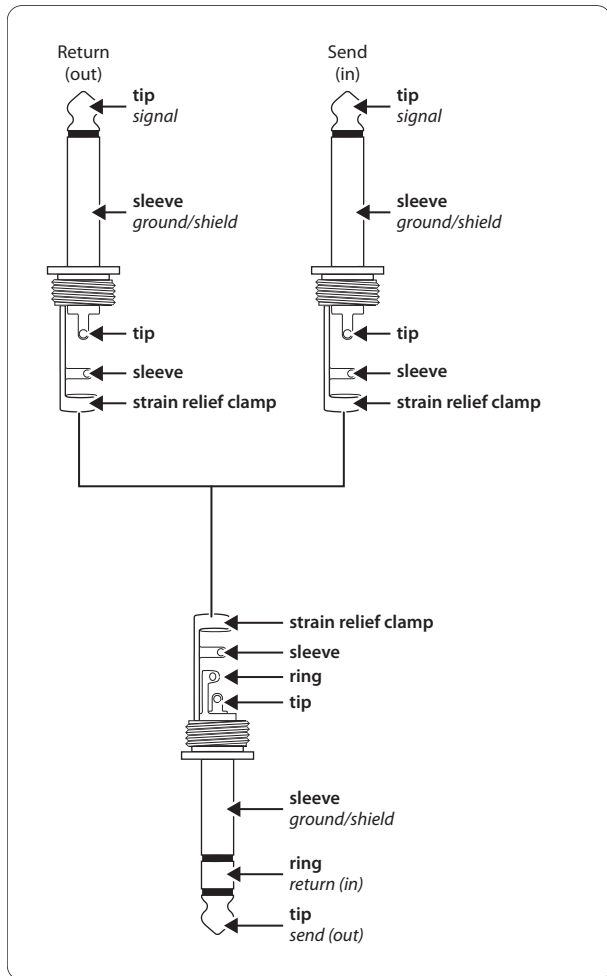 Return
(out)
tip
signal
sleeve
ground/shield
tip
sleeve
strain relief clamp
Send
(in)
tip
signal
sleeve
ground/shield
tip
sleeve
strain relief clamp
strain relief clamp
sleeve
ring
tip
sleeve
ground/shield
ring
return (in)
tip
send (out)